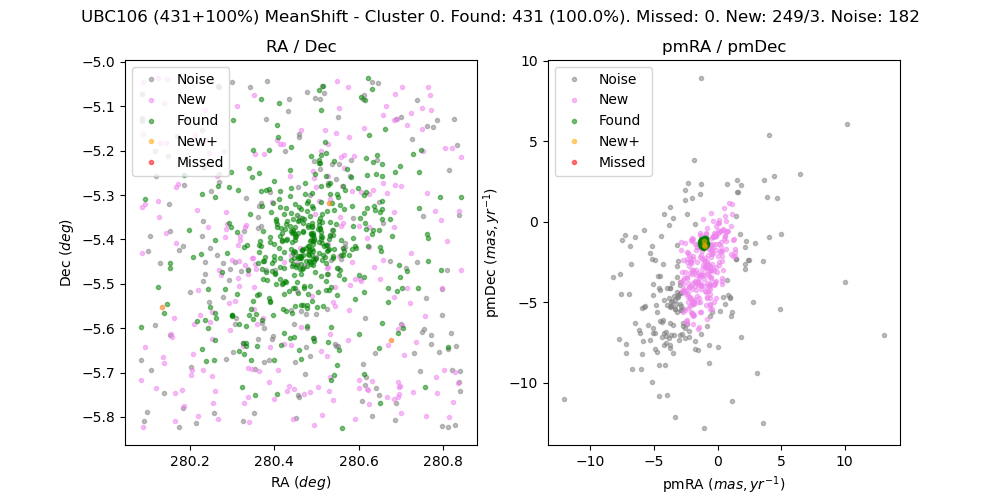 UBC106 (431+100%) MeanShift - Cluster 0. Found: 431 (100.0%). Missed: 0. New: 249/3. Noise: 182
RA / Dec
−5.0
−5.1
−5.2
−5.3
−5.4
−5.5
−5.6
−5.7
−5.8
Dec (deg)
Noise
New
Found
New+
Missed
280.2 280.4 280.6 280.8
RA (deg)
pmRA / pmDec
10
5
0
−5
−10
pmDec (mas, yr⁻¹)
Noise
New
Found
New+
Missed
−10 −5 0 5 10
pmRA (mas, yr⁻¹)